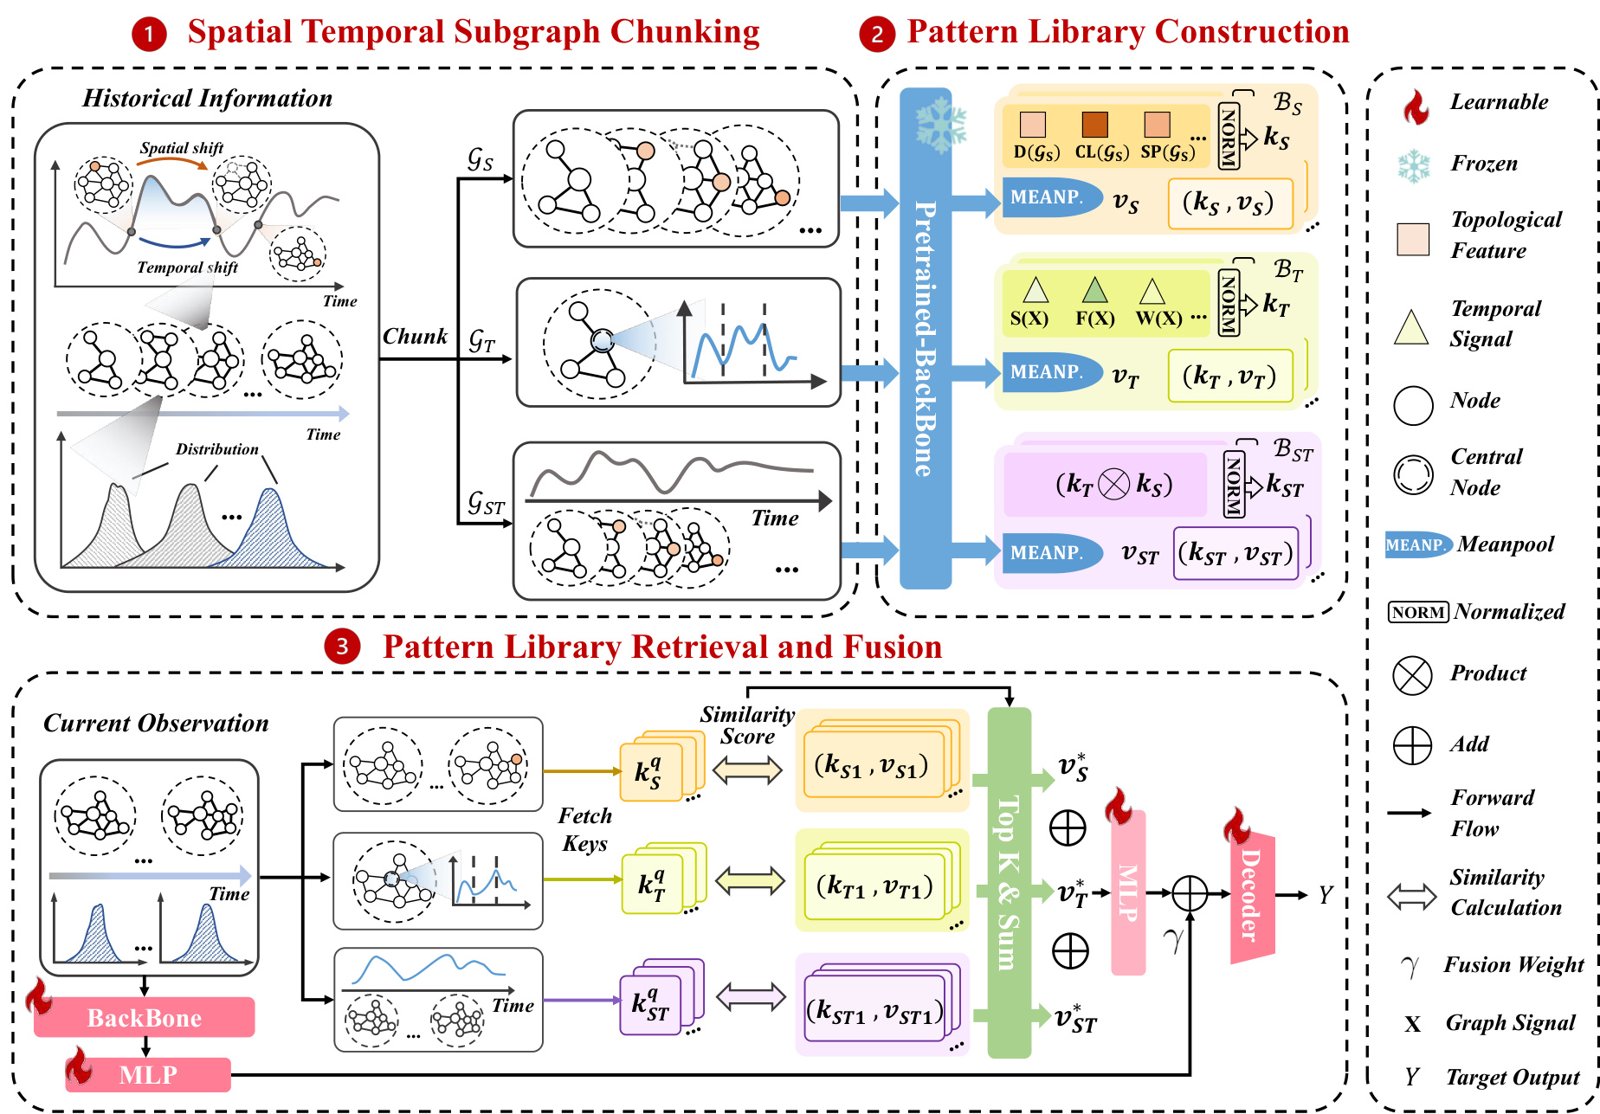 1 Spatial Temporal Subgraph Chunking
Historical Information
Spatial shift
Temporal shift
Time
Time
Distribution
...
...
Chunk
𝒢S
𝒢T
𝒢ST
...
Time
...
2 Pattern Library Construction
Pretrained-BackBone
D(𝒢S) CL(𝒢S) SP(𝒢S) ...
NORM
ℬS
kS
MEANP.
vS
(kS , vS)
...
S(X) F(X) W(X) ...
NORM
ℬT
kT
MEANP.
vT
(kT , vT)
...
(kT ⊗ kS)
NORM
ℬST
kST
MEANP.
vST
(kST , vST)
...
Learnable
Frozen
Topological
Feature
Temporal
Signal
Node
Central
Node
MEANP. Meanpool
NORM Normalized
Product
Add
Forward
Flow
Similarity
Calculation
γ Fusion Weight
X Graph Signal
Y Target Output
3 Pattern Library Retrieval and Fusion
Current Observation
...
Time
...
BackBone
MLP
...
Time
...
Fetch
Keys
kS^q
...
kT^q
...
kST^q
...
Similarity
Score
(kS1 , vS1)
...
(kT1 , vT1)
...
(kST1 , vST1)
...
Top K & Sum
vS*
⊕
vT*
⊕
vST*
MLP
⊕
γ
Decoder
Y